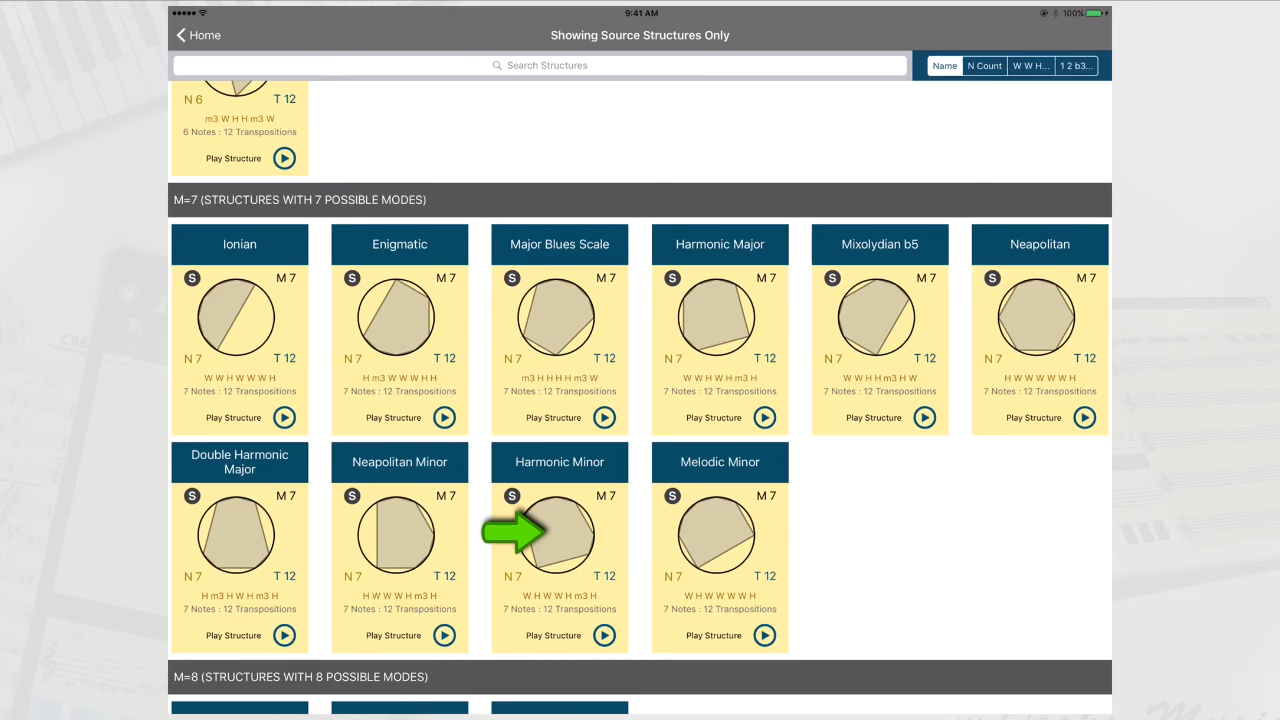 9:41 AM
100%
Home
Showing Source Structures Only
Search Structures
Name
N Count
W W H...
1 2 b3...
N 6
T 12
m3 W H H m3 W
6 Notes : 12 Transpositions
Play Structure
M=7 (STRUCTURES WITH 7 POSSIBLE MODES)
Ionian
S
M 7
N 7
T 12
W W H W W W H
7 Notes : 12 Transpositions
Play Structure
Enigmatic
S
M 7
N 7
T 12
H m3 W W W H H
7 Notes : 12 Transpositions
Play Structure
Major Blues Scale
S
M 7
N 7
T 12
m3 H H H H m3 W
7 Notes : 12 Transpositions
Play Structure
Harmonic Major
S
M 7
N 7
T 12
W W H W H m3 H
7 Notes : 12 Transpositions
Play Structure
Mixolydian b5
S
M 7
N 7
T 12
W W H H m3 H W
7 Notes : 12 Transpositions
Play Structure
Neapolitan
S
M 7
N 7
T 12
H W W W W W H
7 Notes : 12 Transpositions
Play Structure
Double Harmonic
Major
S
M 7
N 7
T 12
H m3 H W H m3 H
7 Notes : 12 Transpositions
Play Structure
Neapolitan Minor
S
M 7
N 7
T 12
H W W W H m3 H
7 Notes : 12 Transpositions
Play Structure
Harmonic Minor
S
M 7
N 7
T 12
W H W W H m3 H
7 Notes : 12 Transpositions
Play Structure
Melodic Minor
S
M 7
N 7
T 12
W H W W W W H
7 Notes : 12 Transpositions
Play Structure
M=8 (STRUCTURES WITH 8 POSSIBLE MODES)